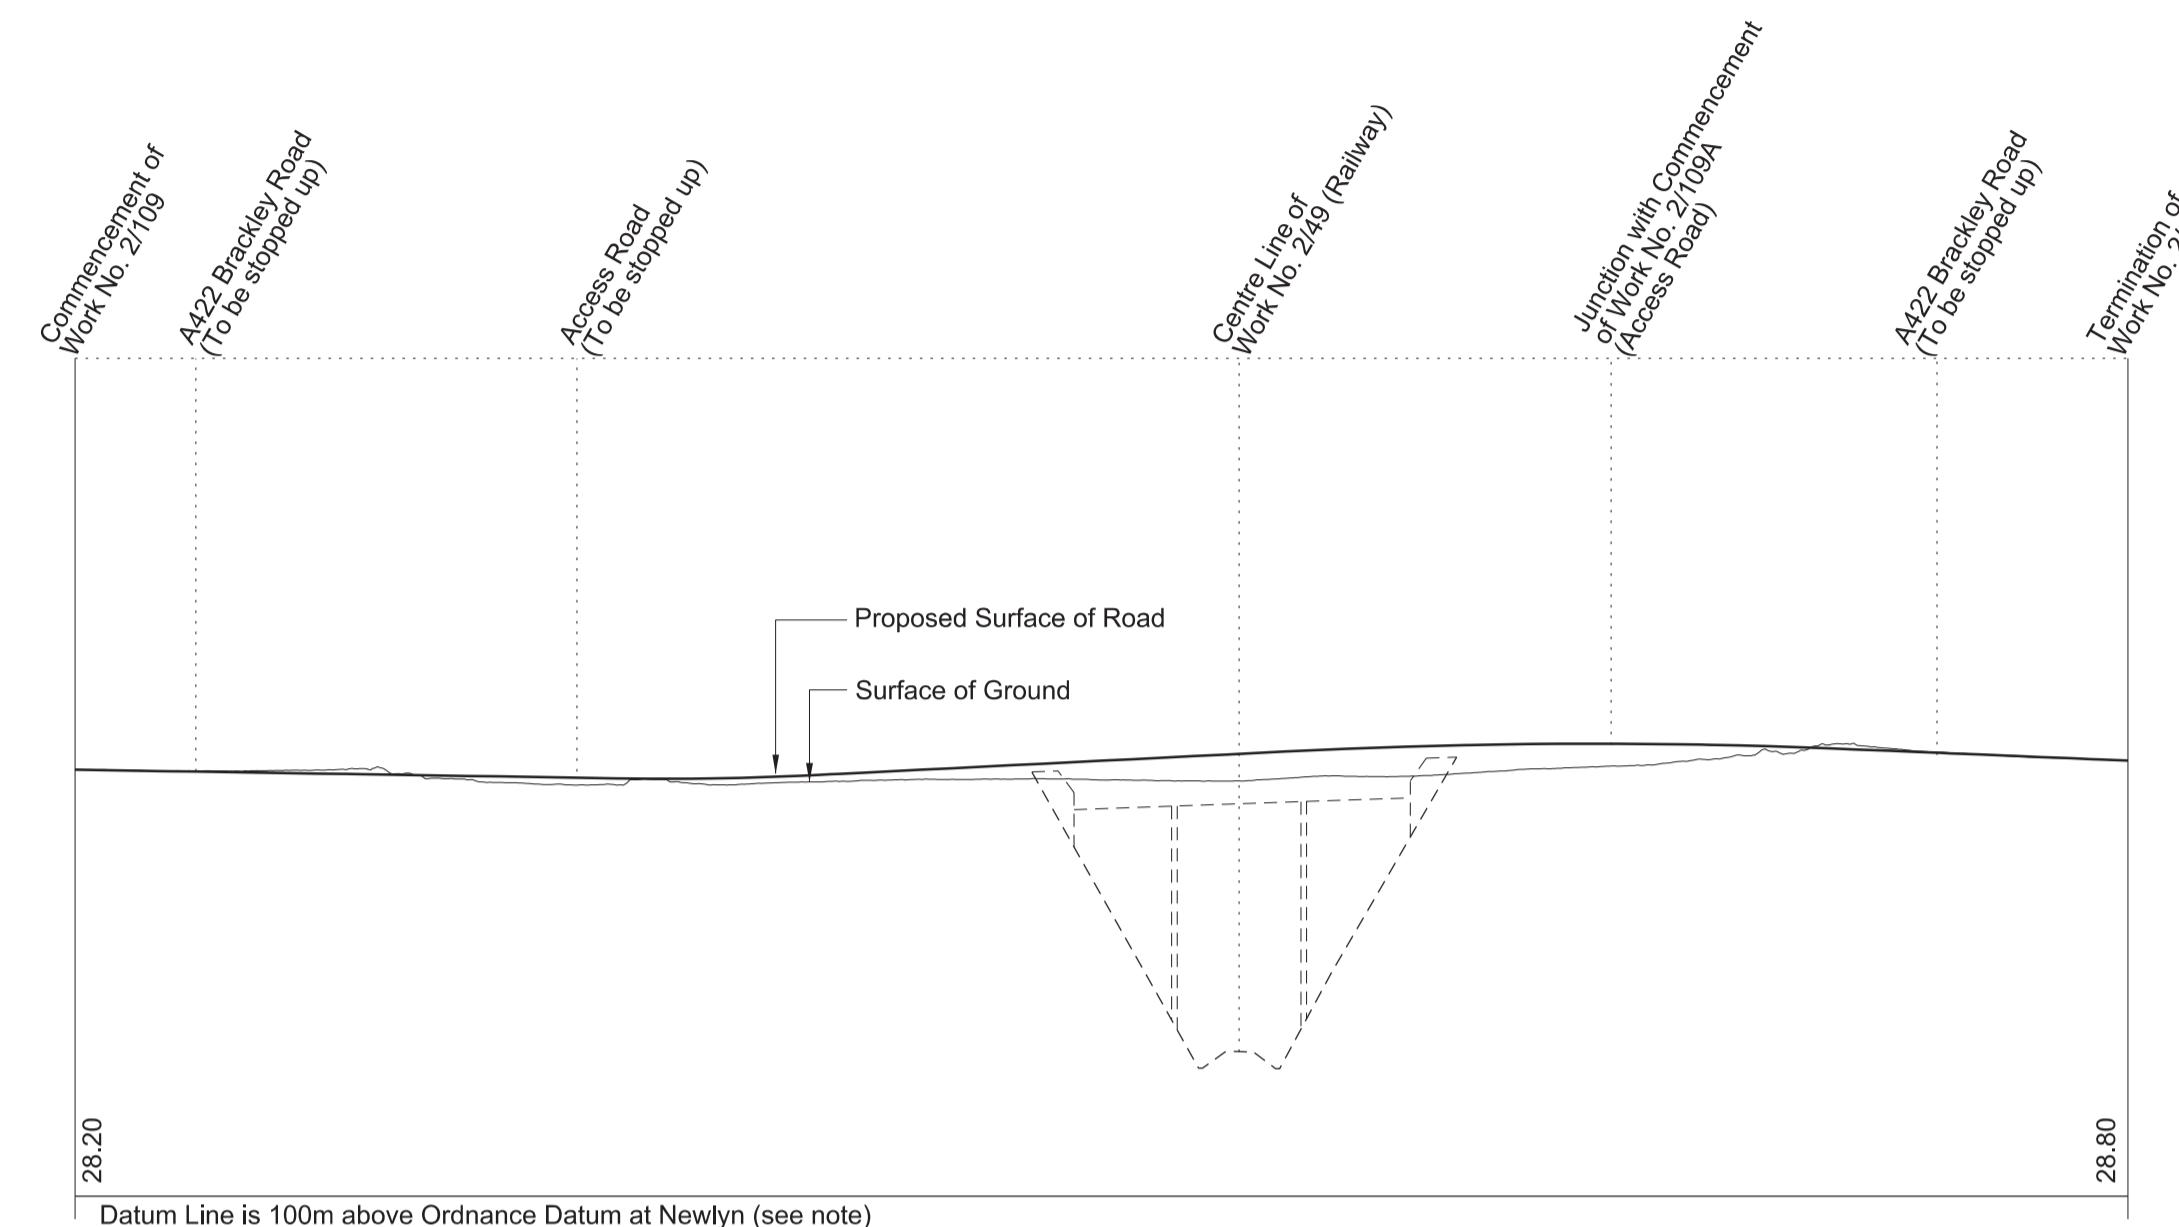 Commencement of
Work No. 2/109
A422 Brackley Road
(To be stopped up)
Access Road
(To be stopped up)
Centre Line of
Work No. 2/49 (Railway)
Junction with Commencement
of Work No. 2/109A
(Access Road)
A422 Brackley Road
(To be stopped up)
Termination of
Work No.
Proposed Surface of Road
Surface of Ground
28.20
28.80
Datum Line is 100m above Ordnance Datum at Newlyn (see note)